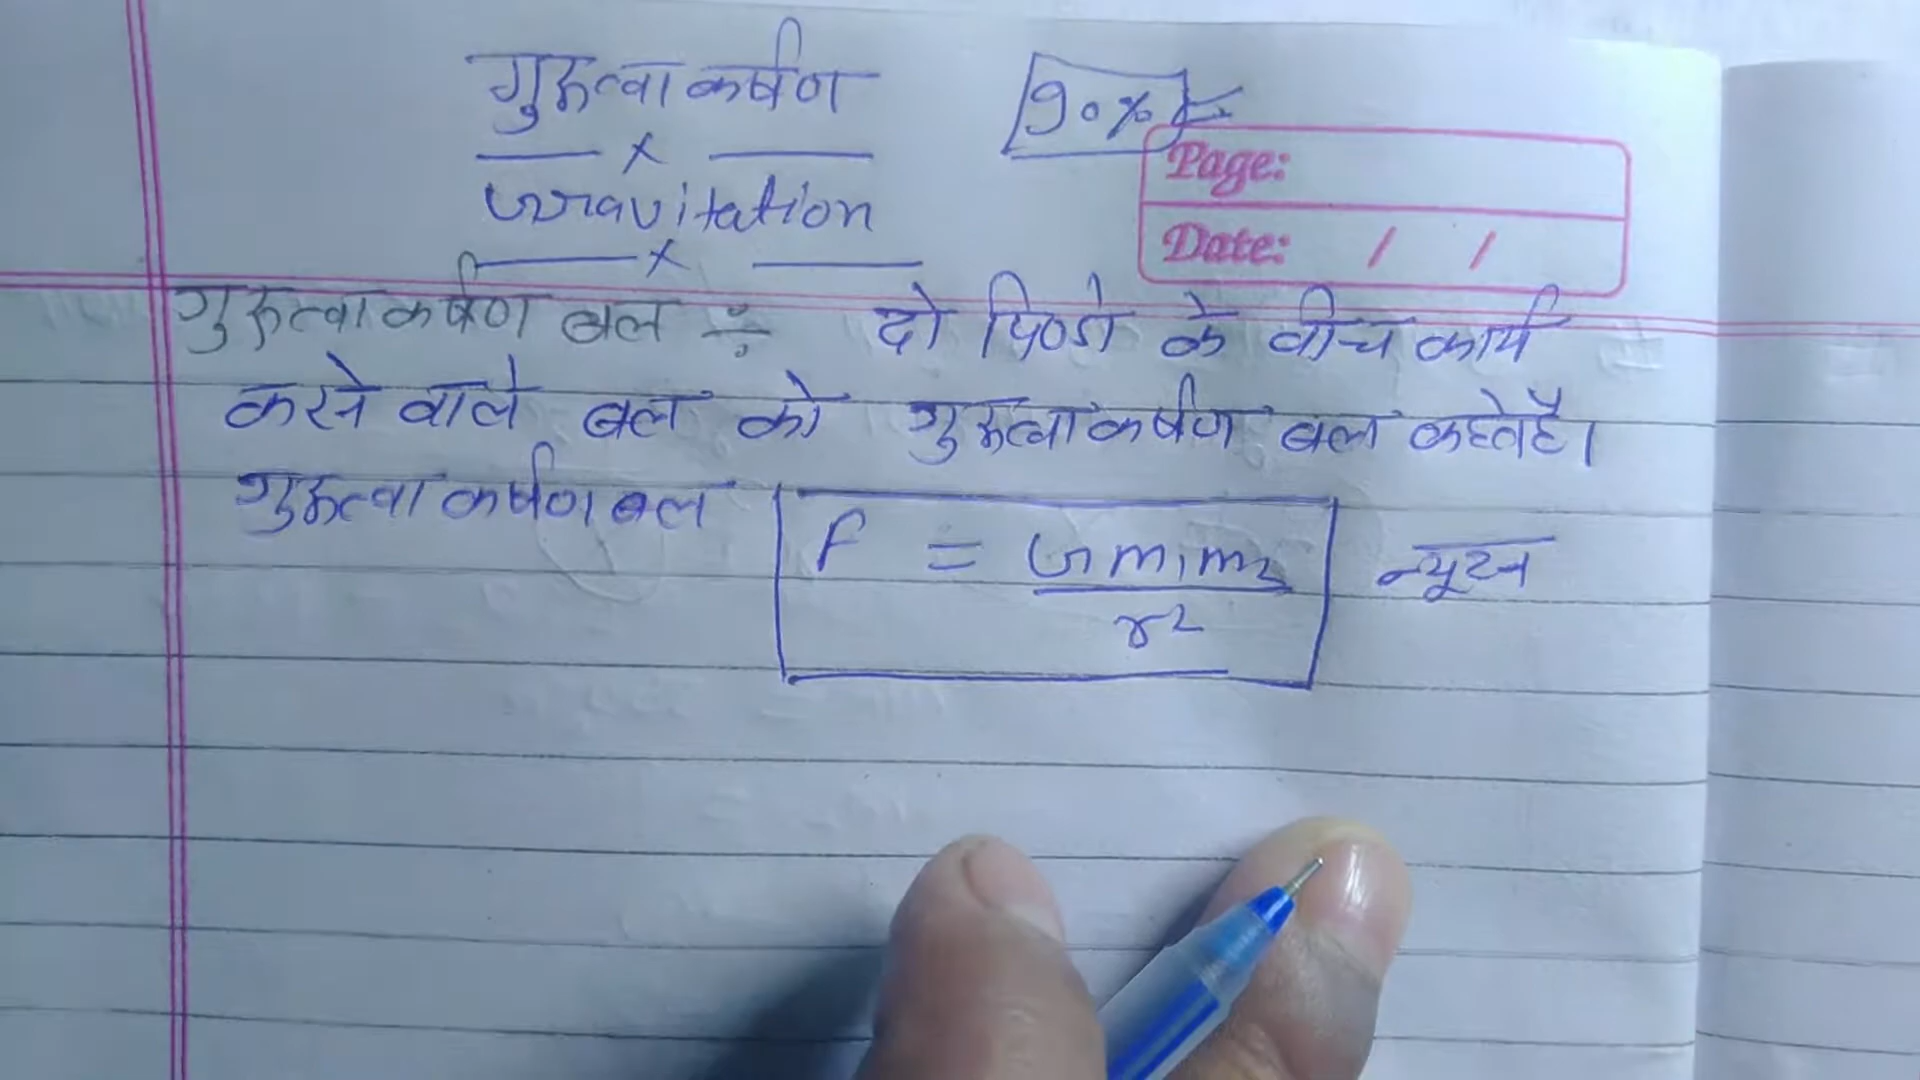 गुरुत्वाकर्षण
90%
Page:
Gravitation
Date: / /
गुरुत्वाकर्षण बल ÷ दो पिण्डो के बीच कार्य
करने वाले बल को गुरुत्वाकर्षण बल कहतेहै।
गुरुत्वाकर्षण बल F = G m₁m₂ / r² न्यूटन